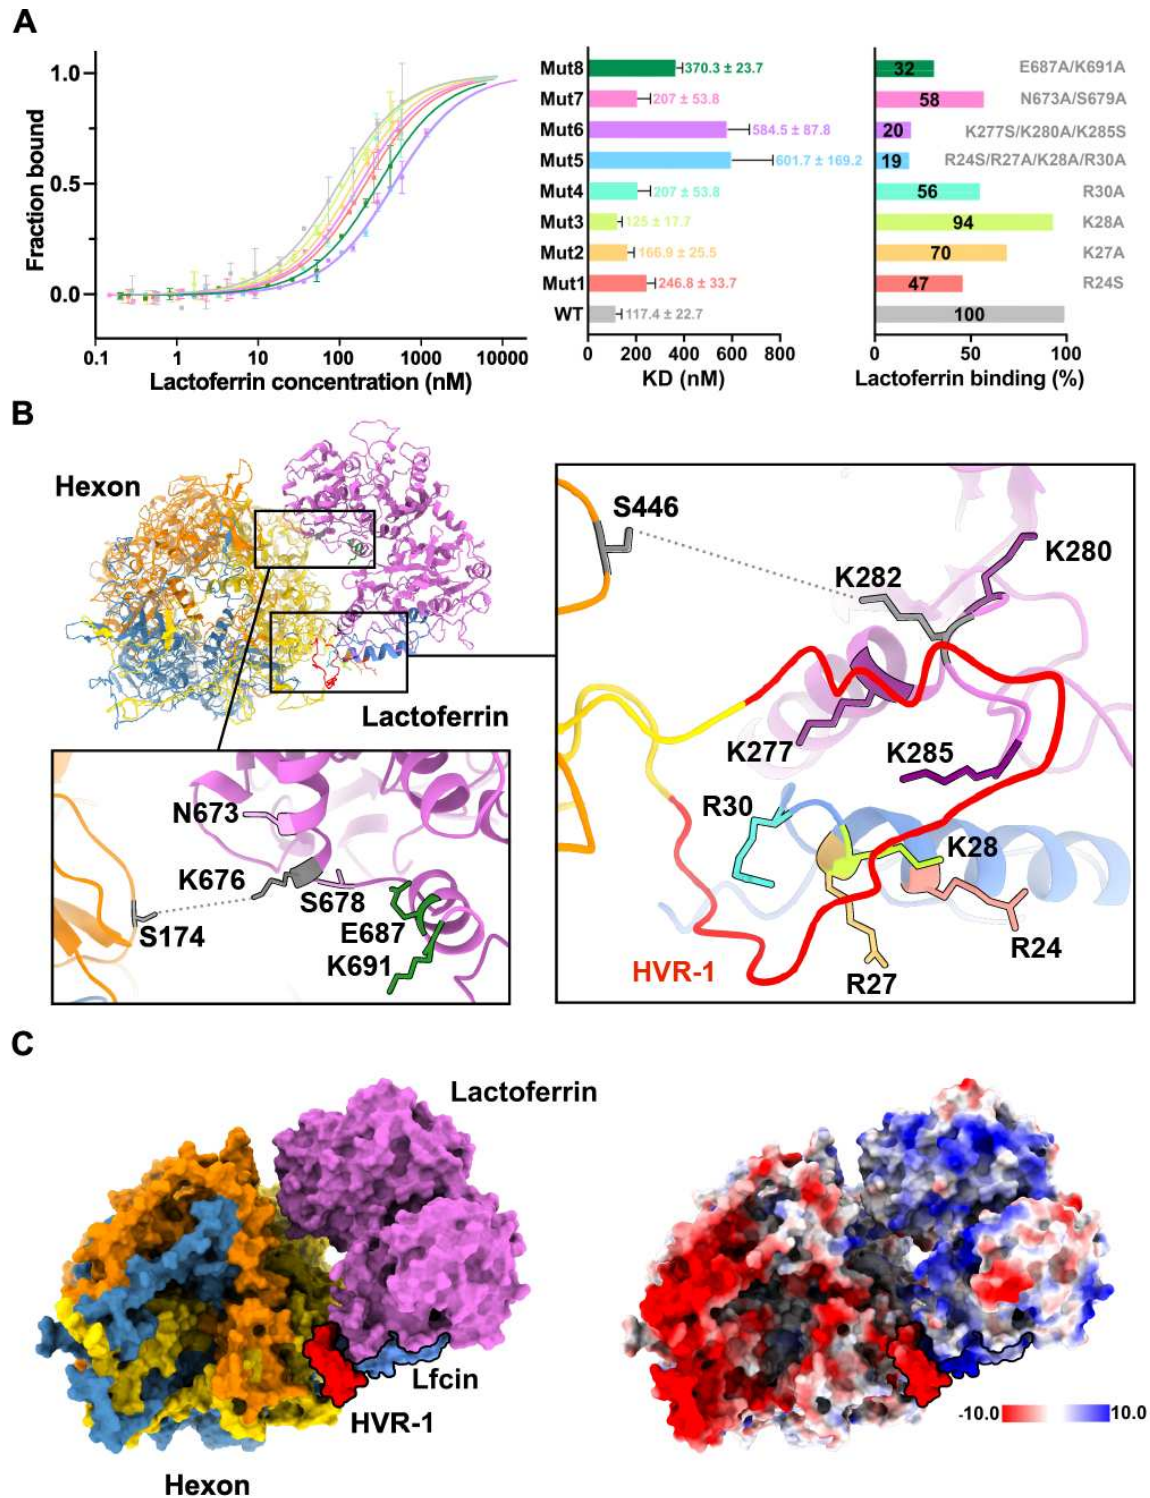 A
1.0
0.5
0.0
Fraction bound
0.1 1 10 100 1000 10000
Lactoferrin concentration (nM)
Mut8 370.3 ± 23.7
Mut7 207 ± 53.8
Mut6 584.5 ± 87.8
Mut5 601.7 ± 169.2
Mut4 207 ± 53.8
Mut3 125 ± 17.7
Mut2 166.9 ± 25.5
Mut1 246.8 ± 33.7
WT 117.4 ± 22.7
0 200 400 600 800
KD (nM)
32 E687A/K691A
58 N673A/S679A
20 K277S/K280A/K285S
19 R24S/R27A/K28A/R30A
56 R30A
94 K28A
70 K27A
47 R24S
100
0 50 100
Lactoferrin binding (%)
B
Hexon
Lactoferrin
N673
K676
S678
S174
E687
K691
S446
K280
K282
K277
K285
R30
K28
R24
R27
HVR-1
C
Lactoferrin
Lfcin
HVR-1
Hexon
-10.0 10.0